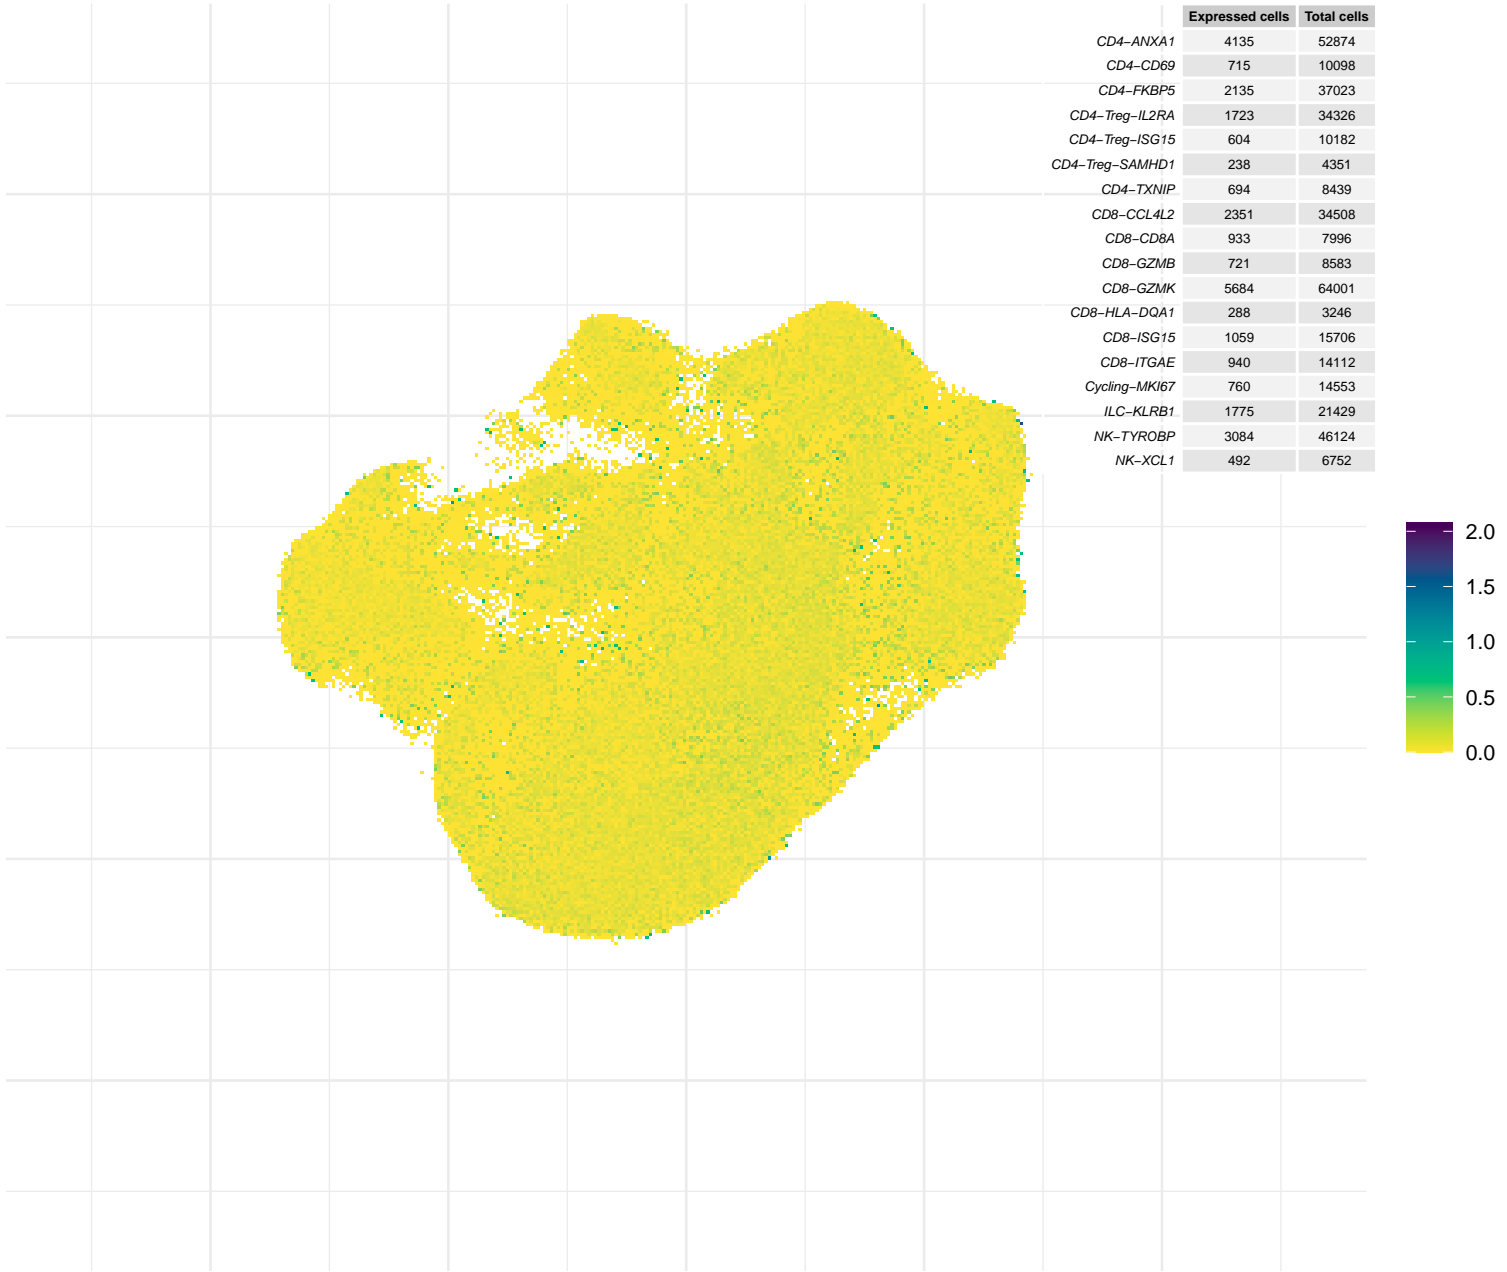 Expressed cells Total cells
CD4−ANXA1 4135 52874
CD4−CD69 715 10098
CD4−FKBP5 2135 37023
CD4−Treg−IL2RA 1723 34326
CD4−Treg−ISG15 604 10182
CD4−Treg−SAMHD1 238 4351
CD4−TXNIP 694 8439
CD8−CCL4L2 2351 34508
CD8−CD8A 933 7996
CD8−GZMB 721 8583
CD8−GZMK 5684 64001
CD8−HLA−DQA1 288 3246
CD8−ISG15 1059 15706
CD8−ITGAE 940 14112
Cycling−MKI67 760 14553
ILC−KLRB1 1775 21429
NK−TYROBP 3084 46124
NK−XCL1 492 6752
2.0
1.5
1.0
0.5
0.0